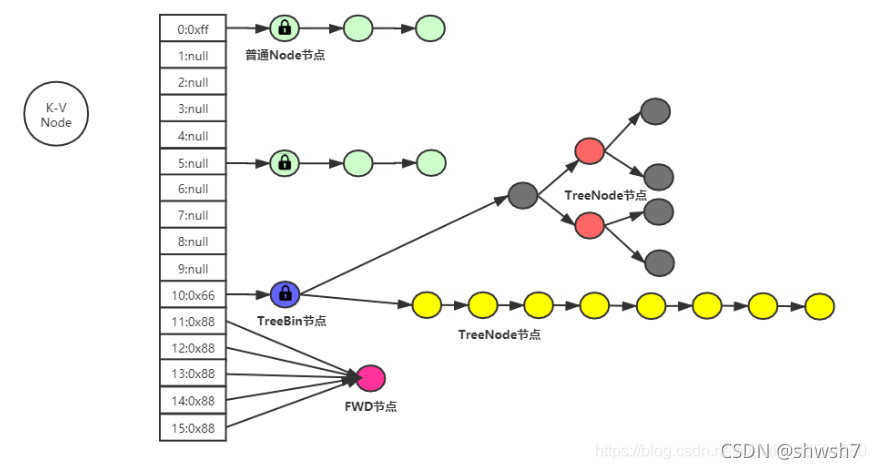 K-V
Node
0:0xff
1:null
2:null
3:null
4:null
5:null
6:null
7:null
8:null
9:null
10:0x66
11:0x88
12:0x88
13:0x88
14:0x88
15:0x88
普通Node节点
TreeNode节点
TreeBin节点
TreeNode节点
FWD节点
https://blog.csdn.ne
CSDN @shwsh7